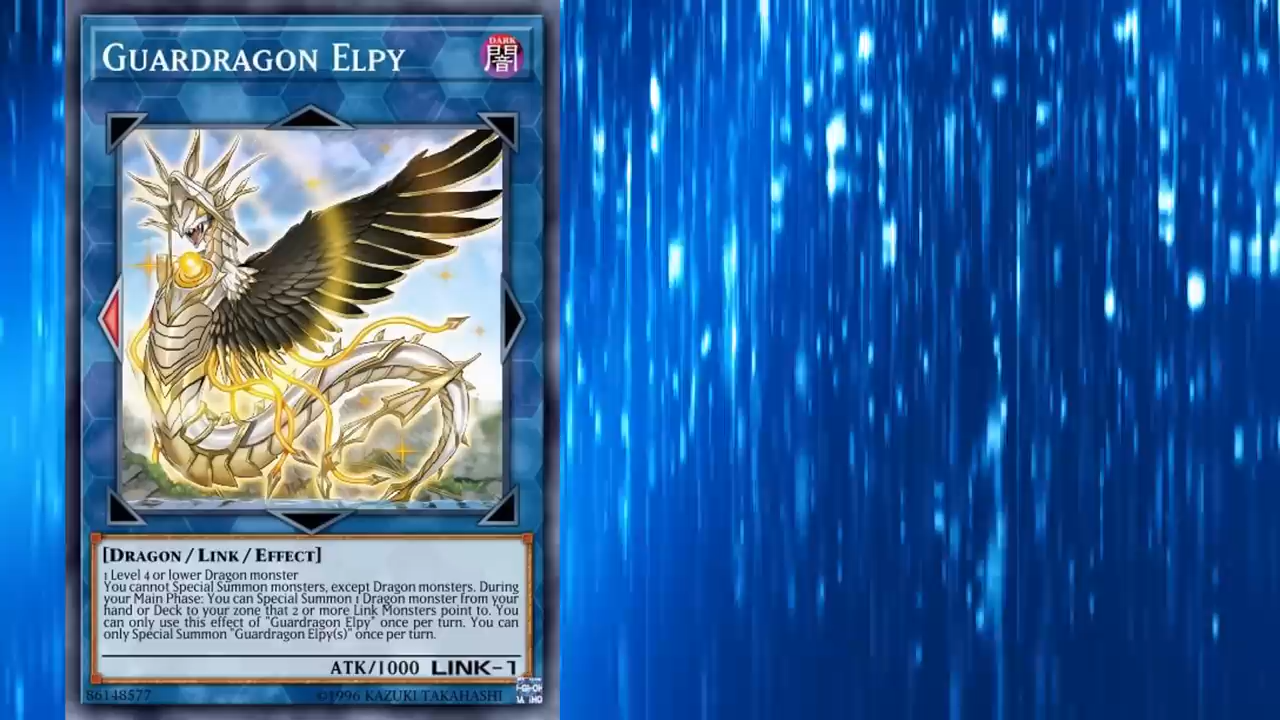 GUARDRAGON ELPY
DARK
闇
[DRAGON / LINK / EFFECT]
1 Level 4 or lower Dragon monster
You cannot Special Summon monsters, except Dragon monsters. During
your Main Phase: You can Special Summon 1 Dragon monster from your
hand or Deck to your zone that 2 or more Link Monsters point to. You
can only use this effect of "Guardragon Elpy" once per turn. You can
only Special Summon "Guardragon Elpy(s)" once per turn.
ATK/1000 LINK-1
86148577 ©1996 KAZUKI TAKAHASHI